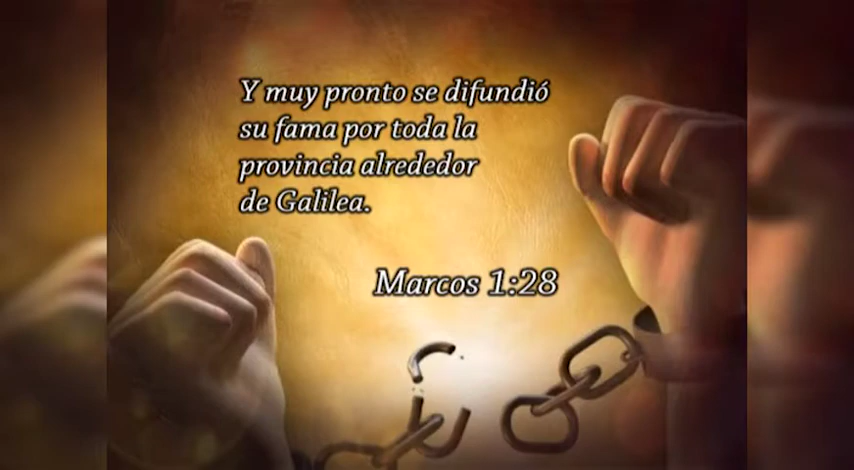 Y muy pronto se difundió
su fama por toda la
provincia alrededor
de Galilea.
Marcos 1:28